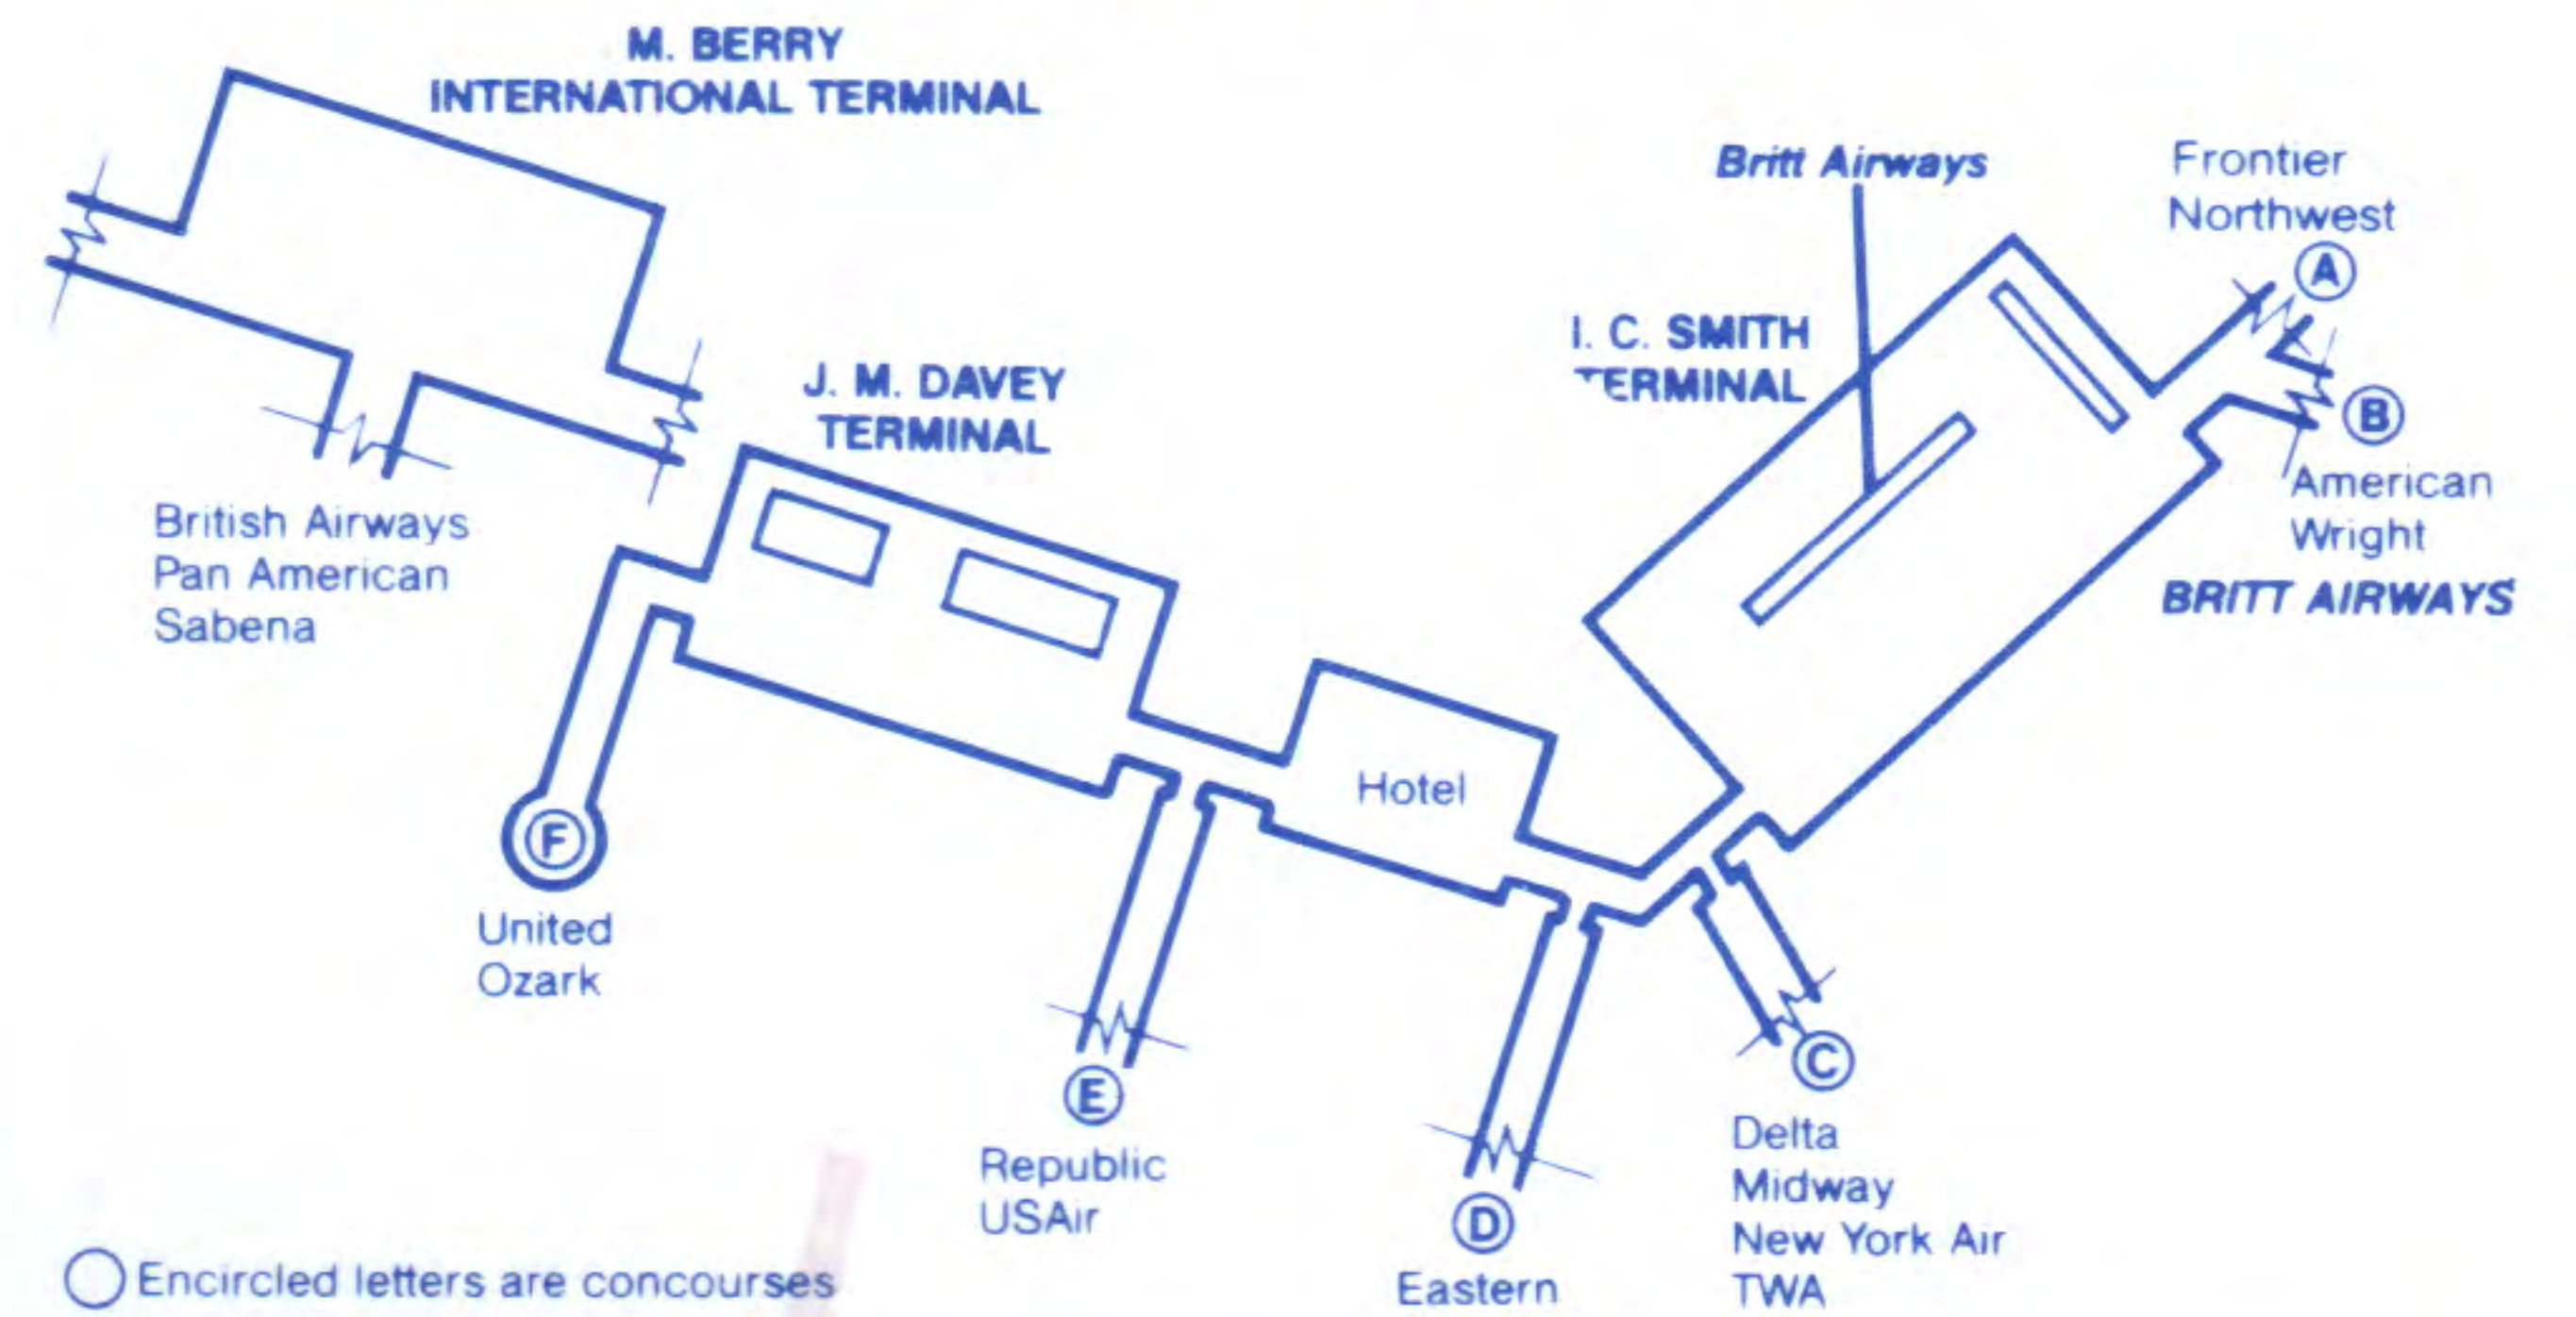 M. BERRY
INTERNATIONAL TERMINAL
British Airways
Pan American
Sabena
J. M. DAVEY
TERMINAL
Britt Airways
I. C. SMITH
TERMINAL
Frontier
Northwest
A
B
American
Wright
BRITT AIRWAYS
Hotel
F
United
Ozark
E
Republic
USAir
D
Eastern
C
Delta
Midway
New York Air
TWA
Encircled letters are concourses